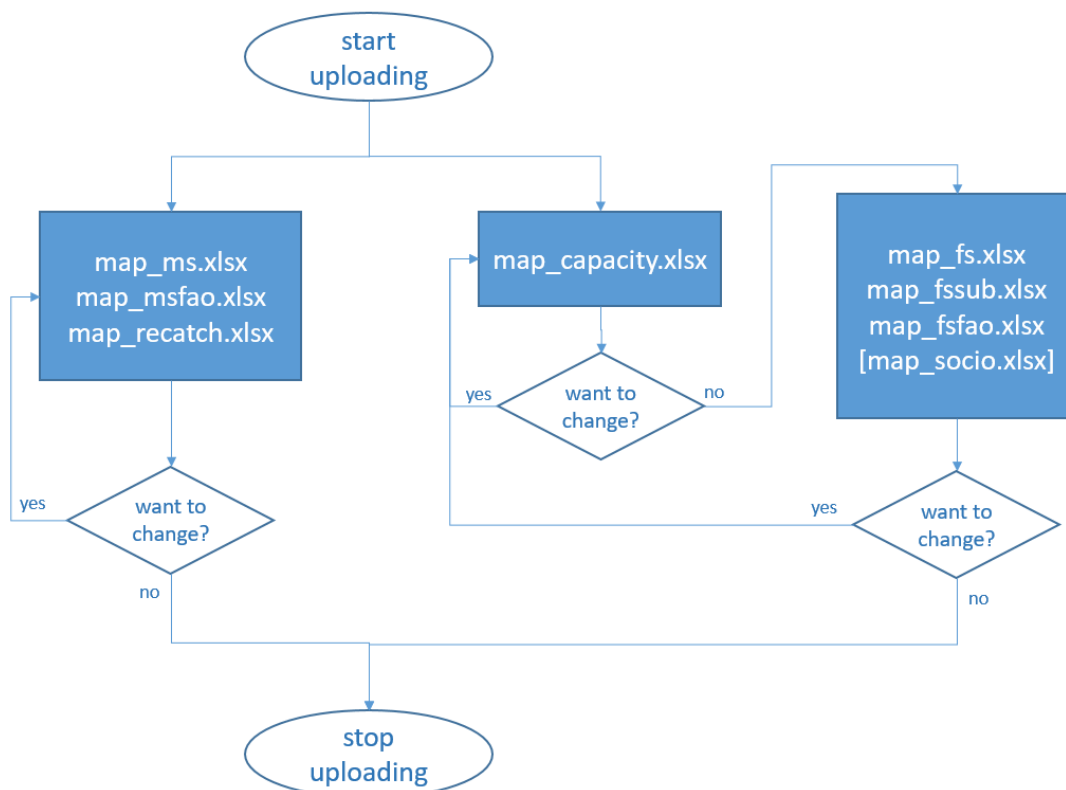 start
uploading
map_ms.xlsx
map_msfao.xlsx
map_recatch.xlsx
map_capacity.xlsx
map_fs.xlsx
map_fssub.xlsx
map_fsfao.xlsx
[map_socio.xlsx]
yes
want to
change?
no
yes
want to
change?
no
yes
want to
change?
no
stop
uploading